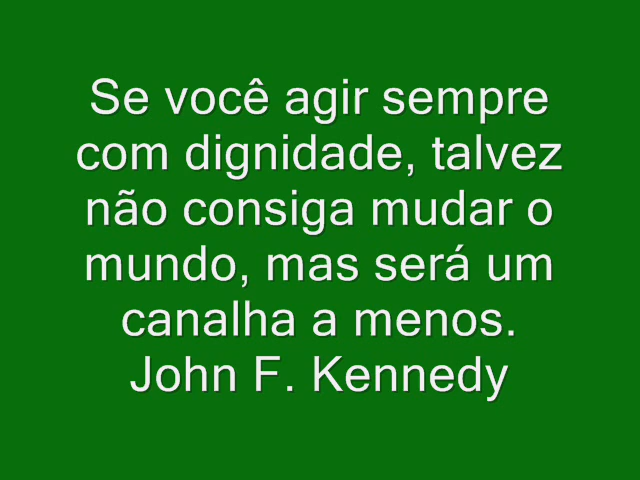 Se você agir sempre
com dignidade, talvez
não consiga mudar o
mundo, mas será um
canalha a menos.
John F. Kennedy